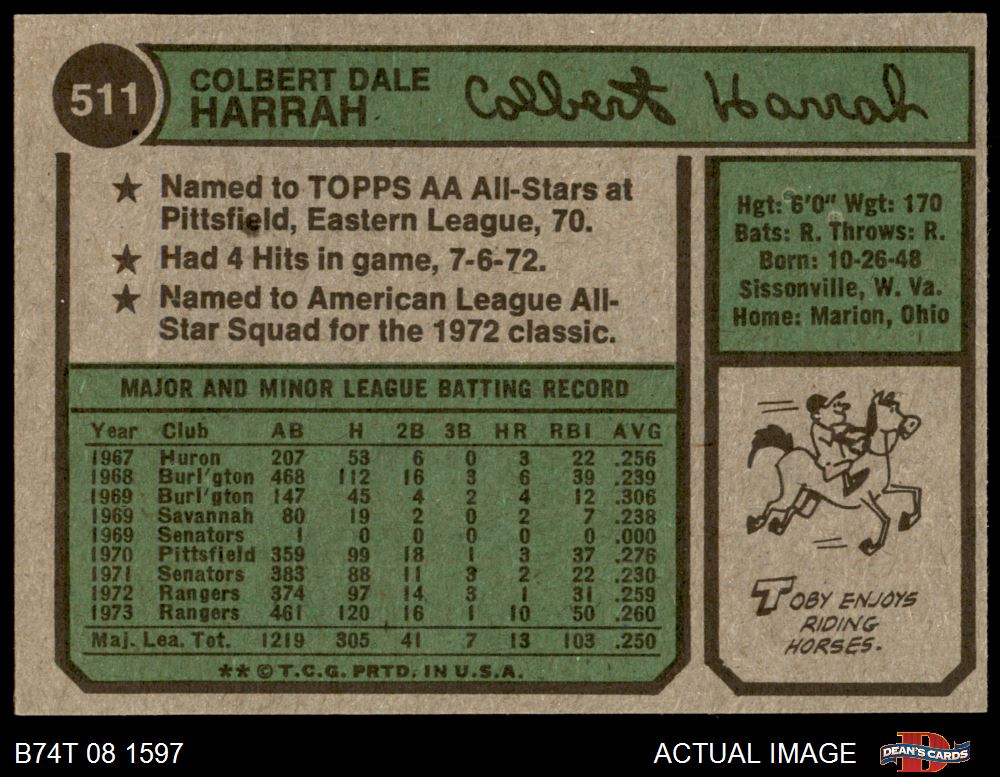 511
COLBERT DALE
HARRAH
Colbert Harrah
★ Named to TOPPS AA All-Stars at
Pittsfield, Eastern League, 70.
★ Had 4 Hits in game, 7-6-72.
★ Named to American League All-
Star Squad for the 1972 classic.
Hgt: 6'0" Wgt: 170
Bats: R. Throws: R.
Born: 10-26-48
Sissonville, W. Va.
Home: Marion, Ohio
MAJOR AND MINOR LEAGUE BATTING RECORD
Year Club AB H 2B 3B HR RBI AVG
1967 Huron 207 53 6 0 3 22 .256
1968 Burl'gton 468 112 16 3 6 39 .239
1969 Burl'gton 147 45 4 2 4 12 .306
1969 Savannah 80 19 2 0 2 7 .238
1969 Senators 1 0 0 0 0 0 .000
1970 Pittsfield 359 99 18 1 3 37 .276
1971 Senators 383 88 11 3 2 22 .230
1972 Rangers 374 97 14 3 1 31 .259
1973 Rangers 461 120 16 1 10 50 .260
Maj. Lea. Tot. 1219 305 41 7 13 103 .250
** © T.C.G. PRTD. IN U.S.A.
TOBY ENJOYS
RIDING
HORSES.
B74T 08 1597
ACTUAL IMAGE
D
DEAN'S CARDS